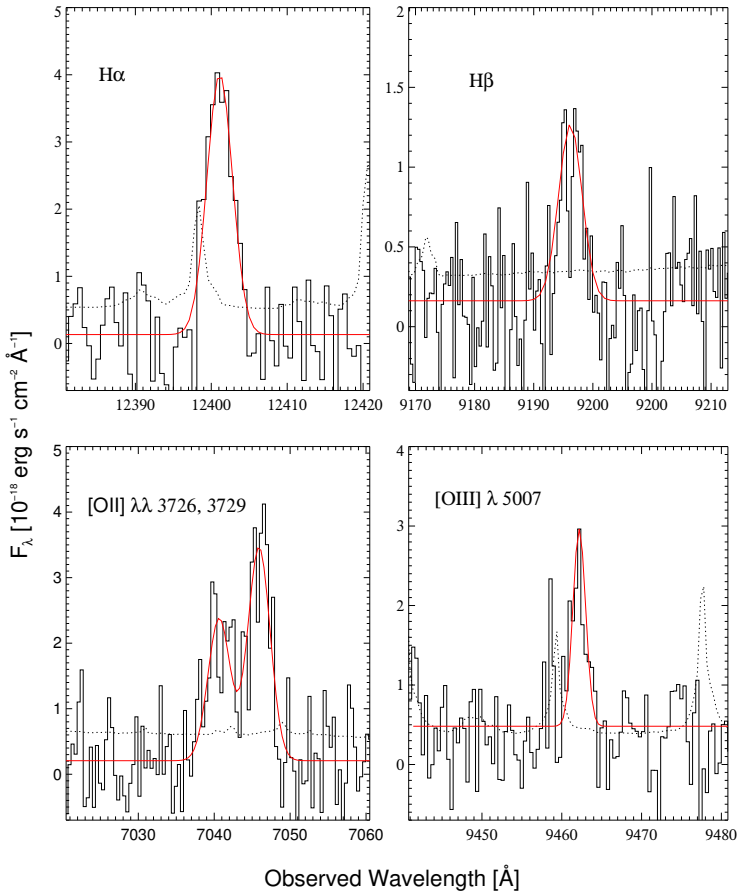 Hα
5
4
3
2
1
0
12390 12400 12410 12420
Hβ
2
1.5
1
0.5
0
9170 9180 9190 9200 9200 9210
[OII] λλ 3726, 3729
5
4
3
2
1
0
7030 7040 7050 7060
[OIII] λ 5007
4
3
2
1
0
9450 9460 9470 9480
Fλ [10⁻¹⁸ erg s⁻¹ cm⁻² Å⁻¹]
Observed Wavelength [Å]